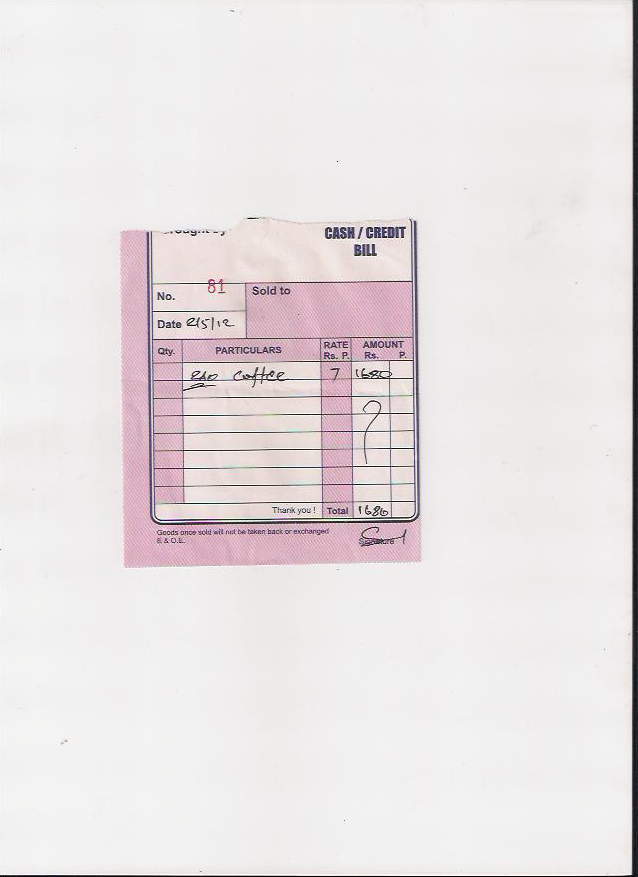 CASH / CREDIT
BILL
No. 81
Sold to
Date 2/5/12
Qty. PARTICULARS RATE Rs. P. AMOUNT Rs. P.
240 Coffee 7 1680
Thank you ! Total 1680
Goods once sold will not be taken back or exchanged
E & O.E. Signature